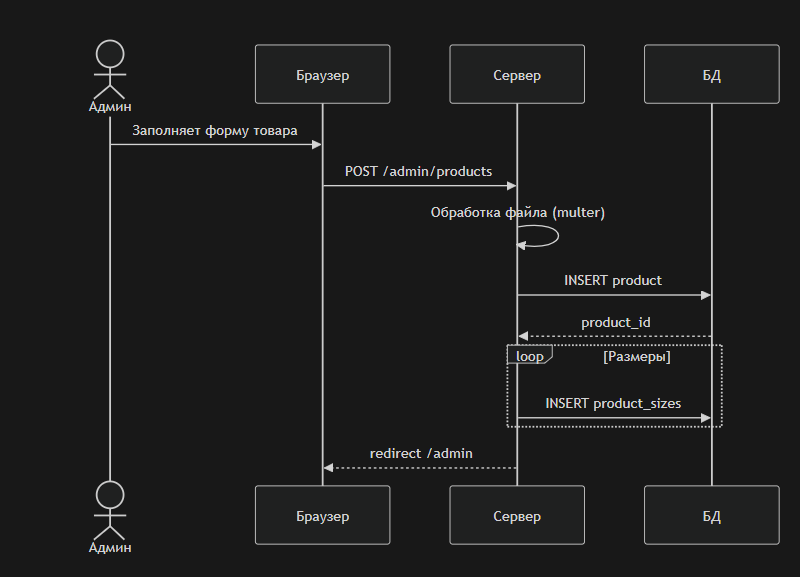 Админ
Браузер
Сервер
БД
Заполняет форму товара
POST /admin/products
Обработка файла (multer)
INSERT product
product_id
loop
[Размеры]
INSERT product_sizes
redirect /admin
Админ
Браузер
Сервер
БД